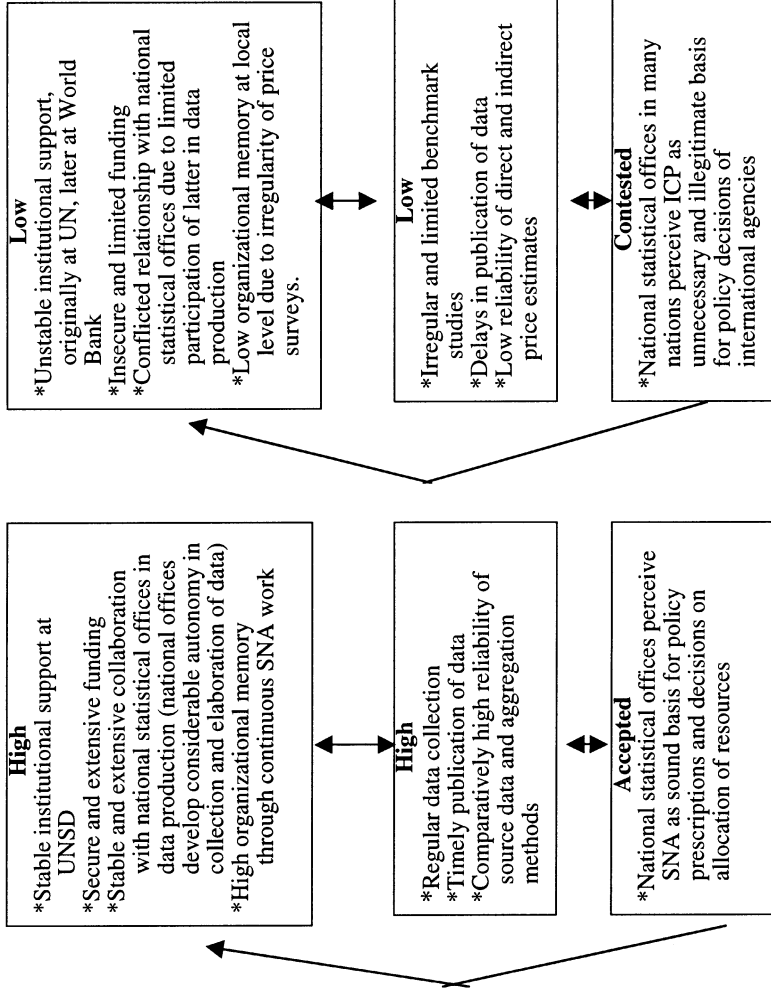 High
*Stable institutional support at
UNSD
*Secure and extensive funding
*Stable and extensive collaboration
with national statistical offices in
data production (national offices
develop considerable autonomy in
collection and elaboration of data)
*High organizational memory
through continuous SNA work
High
*Regular data collection
*Timely publication of data
*Comparatively high reliability of
source data and aggregation
methods
Accepted
*National statistical offices perceive
SNA as sound basis for policy
prescriptions and decisions on
allocation of resources
Low
*Unstable institutional support,
originally at UN, later at World
Bank
*Insecure and limited funding
*Conflicted relationship with national
statistical offices due to limited
participation of latter in data
production
*Low organizational memory at local
level due to irregularity of price
surveys.
Low
*Irregular and limited benchmark
studies
*Delays in publication of data
*Low reliability of direct and indirect
price estimates
Contested
*National statistical offices in many
nations perceive ICP as
unnecessary and illegitimate basis
for policy decisions of
international agencies